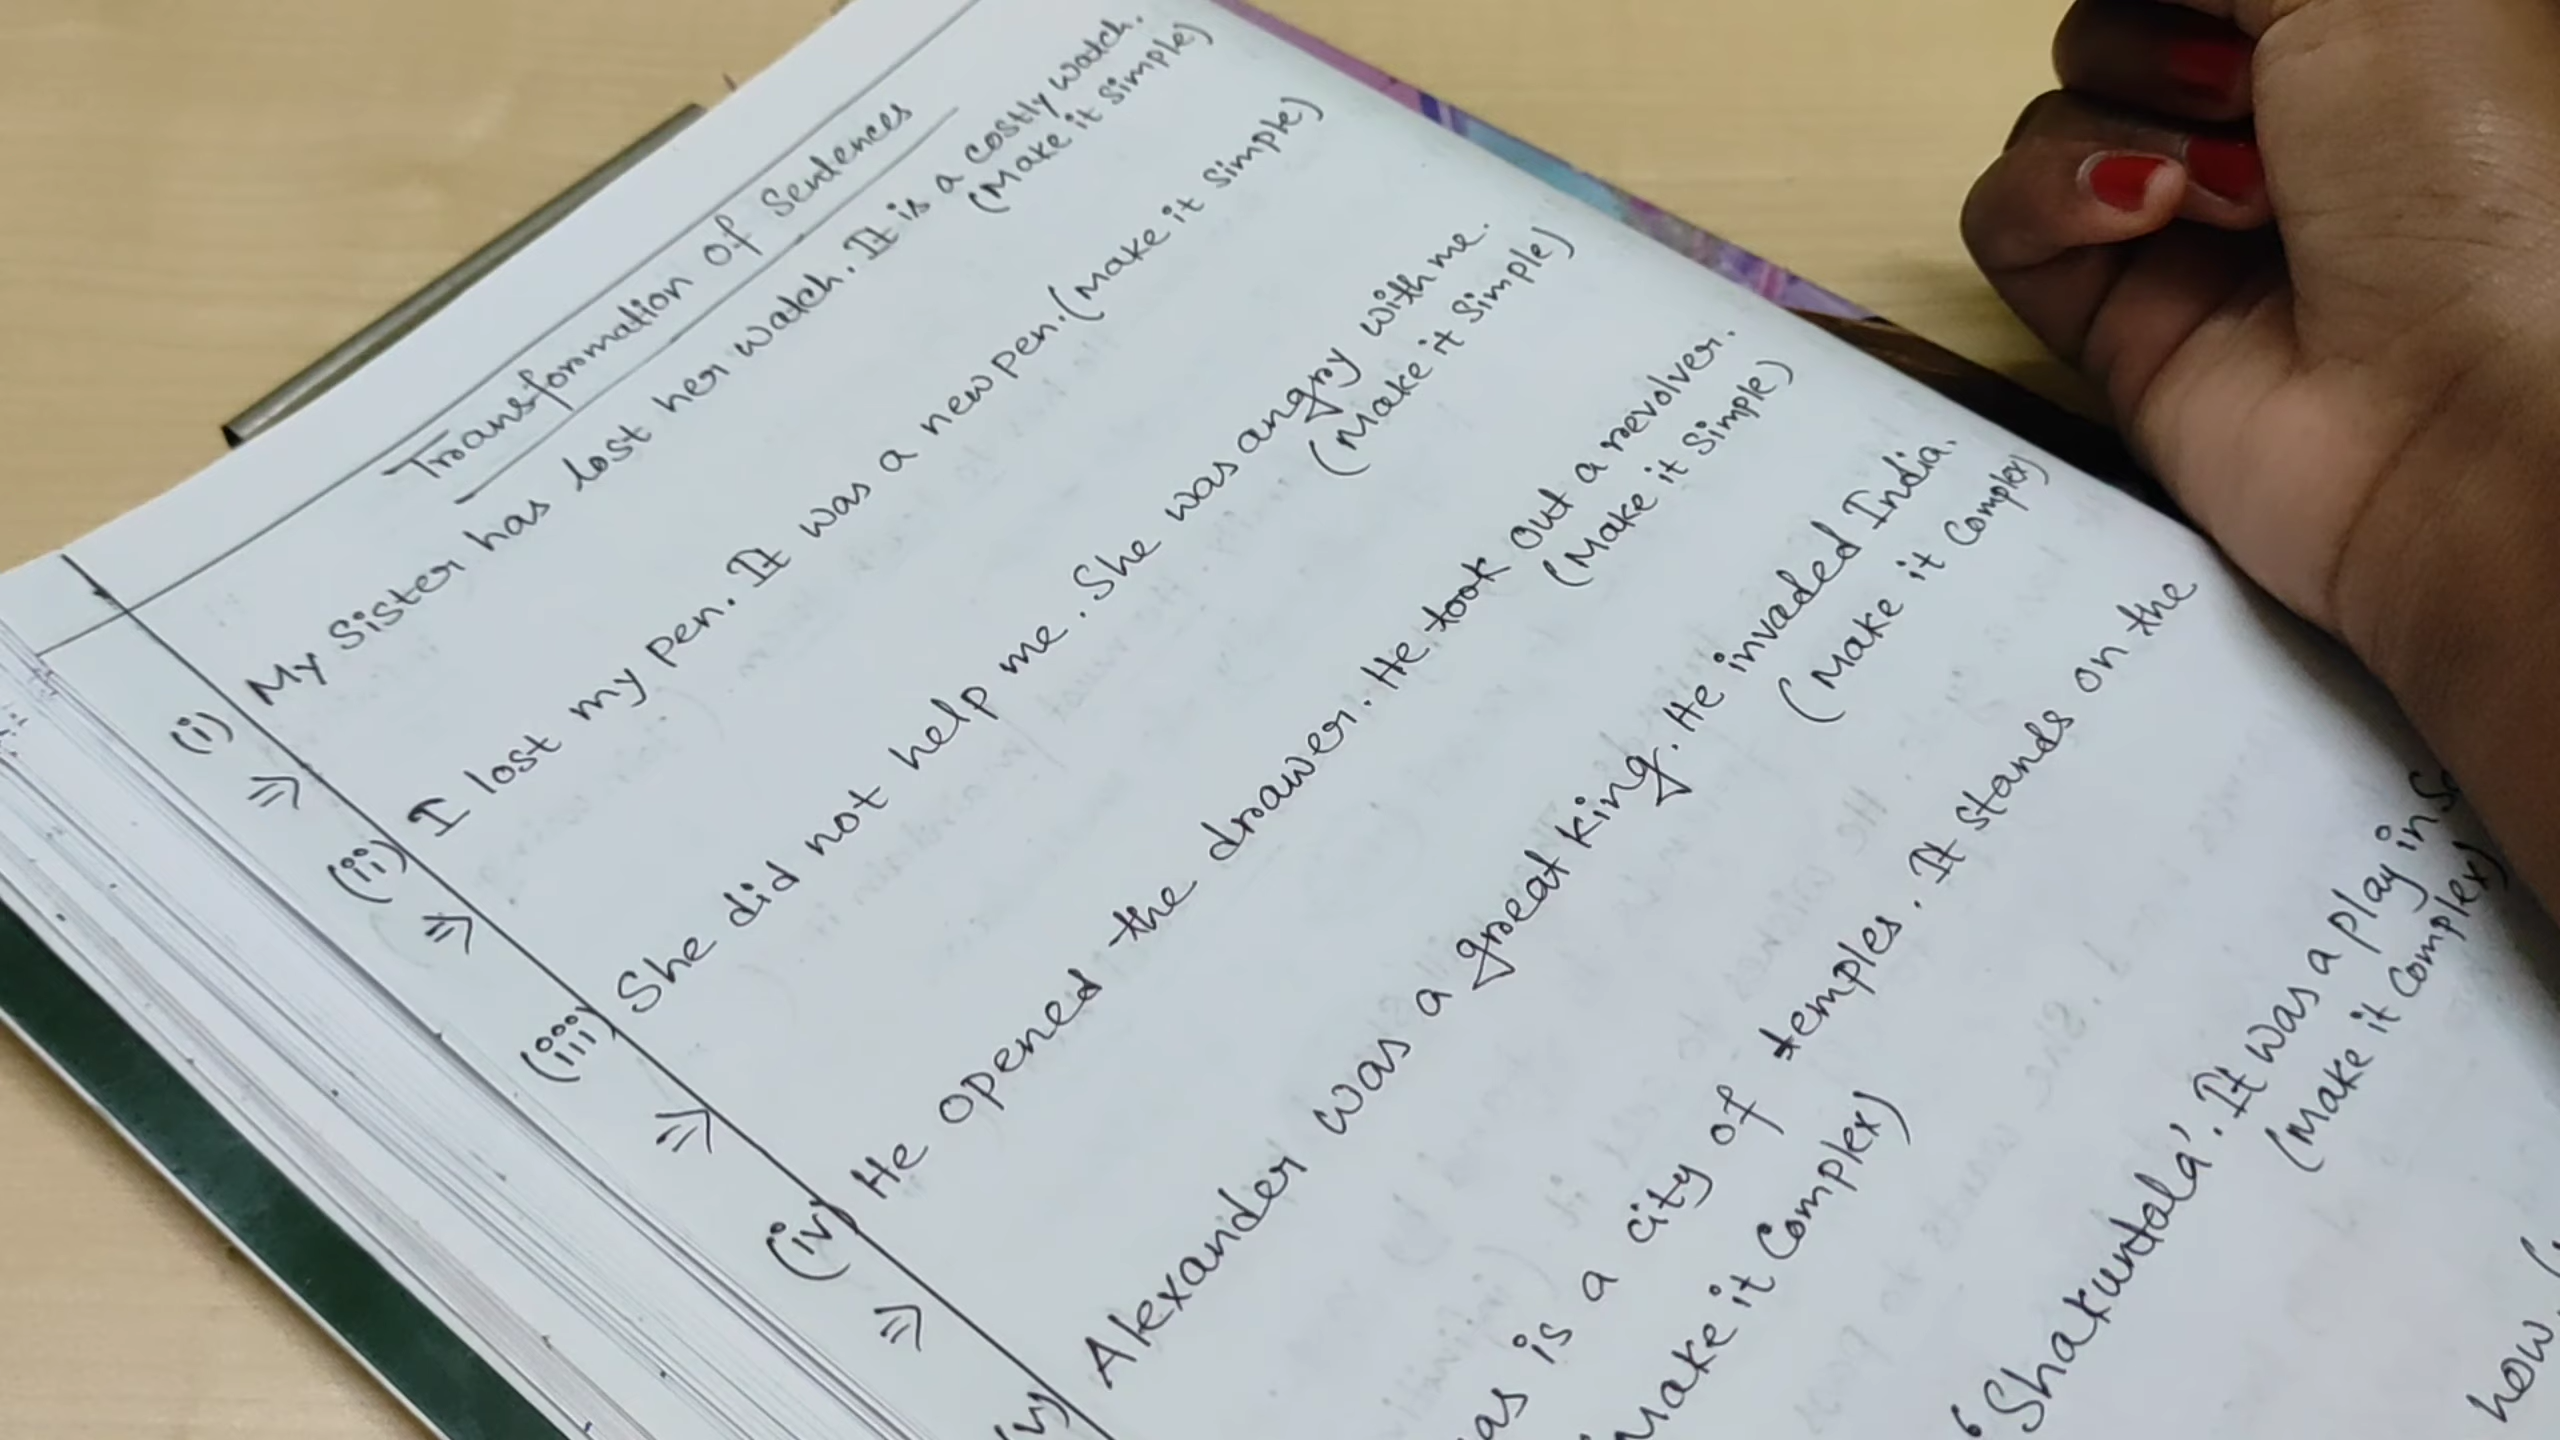 Transformation of Sentences
(i) My Sister has lost her watch. It is a costly watch.
(Make it Simple)
⇒
(ii) I lost my pen. It was a new pen. (Make it Simple)
⇒
(iii) She did not help me. She was angry with me.
(Make it Simple)
⇒
(iv) He opened the drawer. He took out a revolver.
(Make it Simple)
⇒
(v) Alexander was a great king. He invaded India.
(Make it Complex)
is a city of temples. It stands on the
Make it Complex)
'Shakuntala'. It was a play in
(Make it Complex)